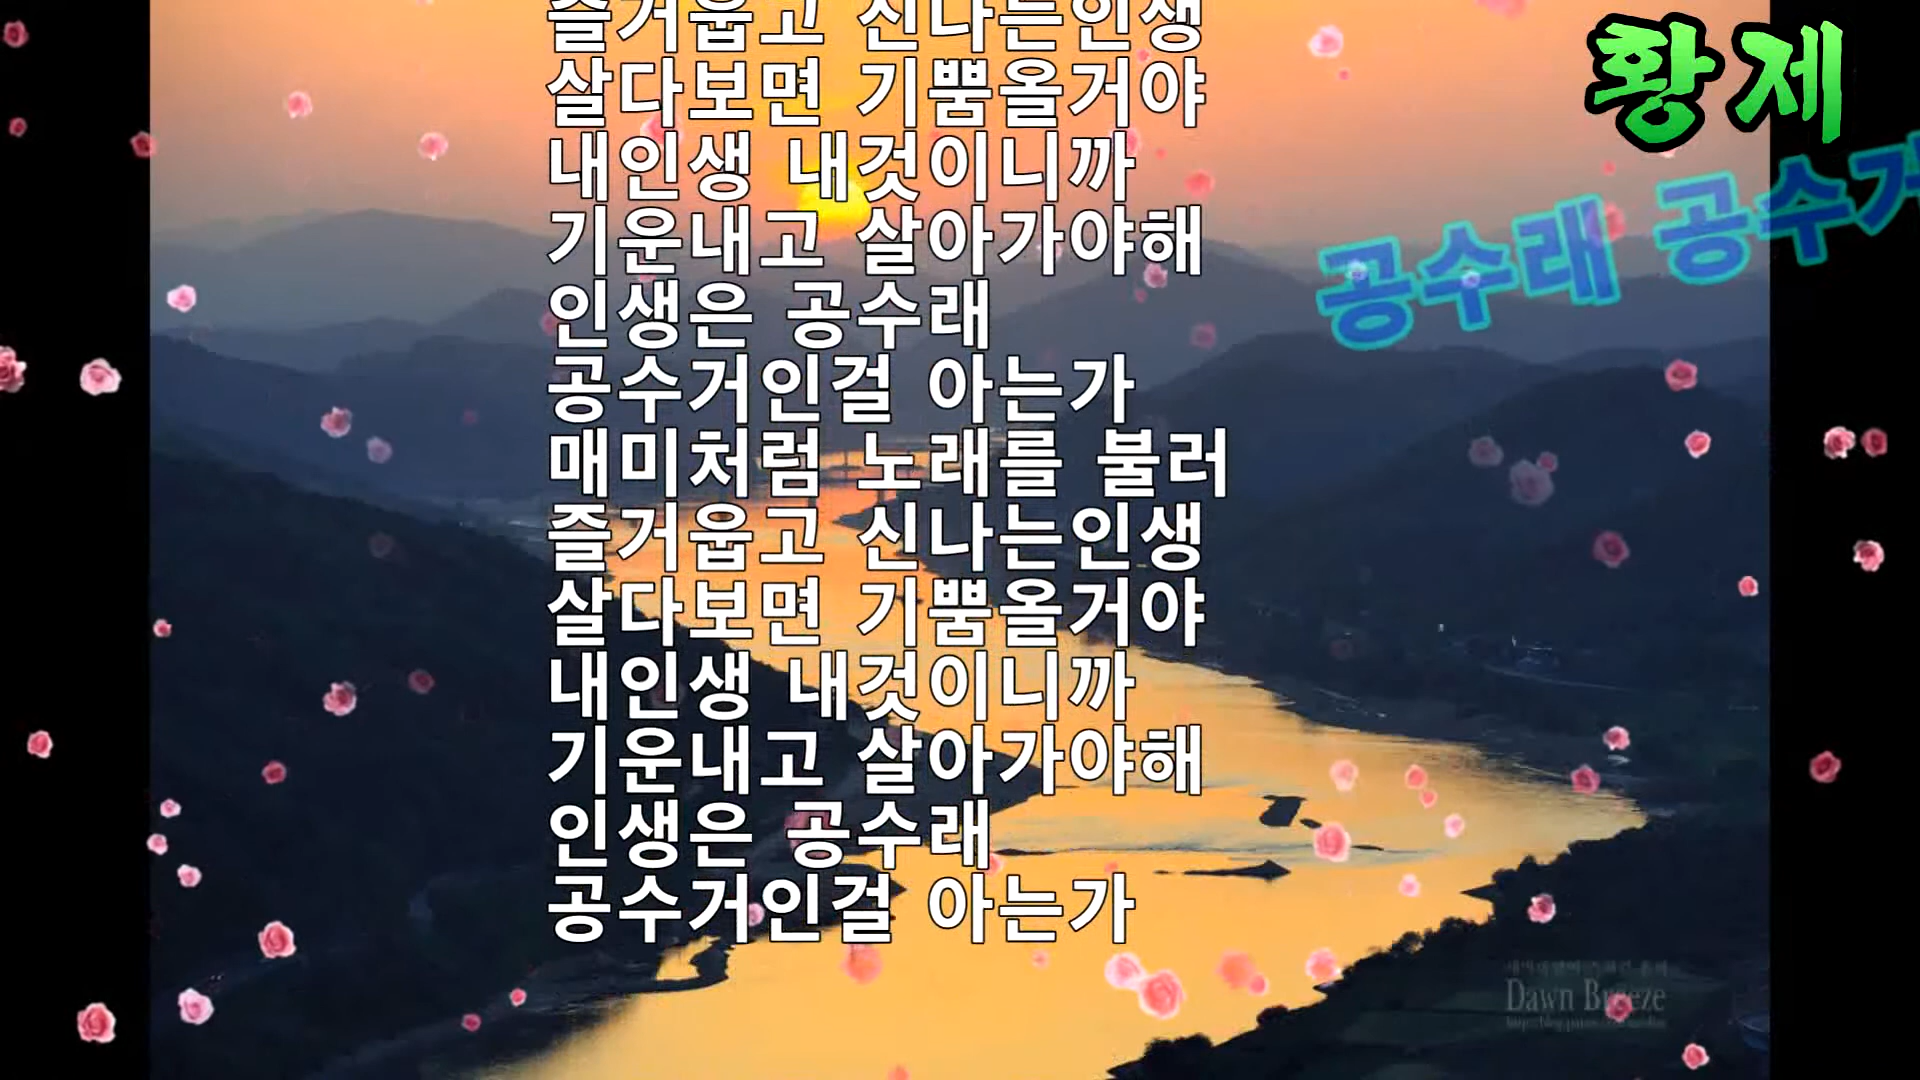 즐거웁고 신나는인생
살다보면 기쁨올거야
내인생 내것이니까
기운내고 살아가야해
인생은 공수래
공수거인걸 아는가
매미처럼 노래를 불러
즐거웁고 신나는인생
살다보면 기쁨올거야
내인생 내것이니까
기운내고 살아가야해
인생은 공수래
공수거인걸 아는가
황제
공수래 공수거
Dawn Breeze